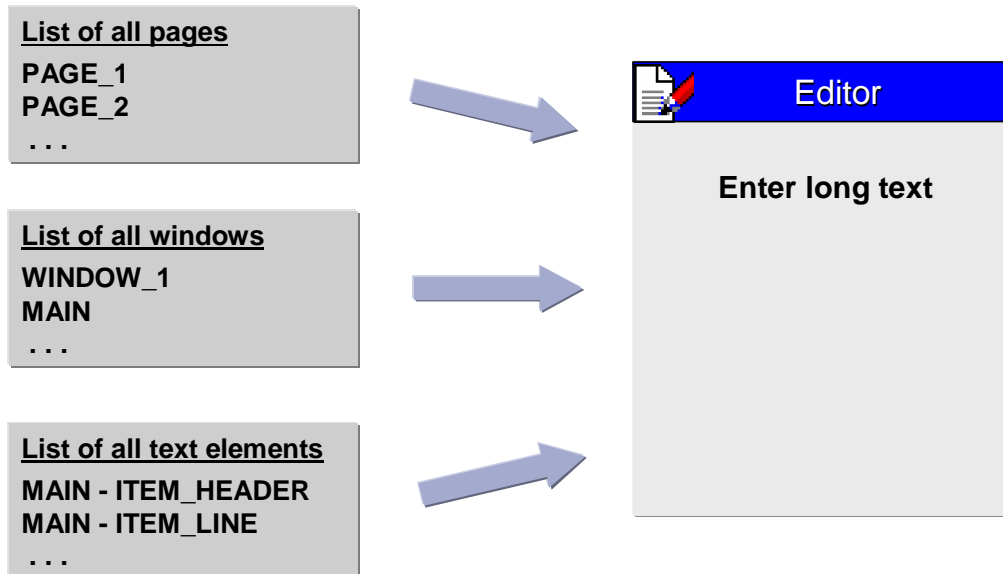 List of all pages
PAGE_1
PAGE_2
. . .
Editor
Enter long text
List of all windows
WINDOW_1
MAIN
. . .
List of all text elements
MAIN - ITEM_HEADER
MAIN - ITEM_LINE
. . .